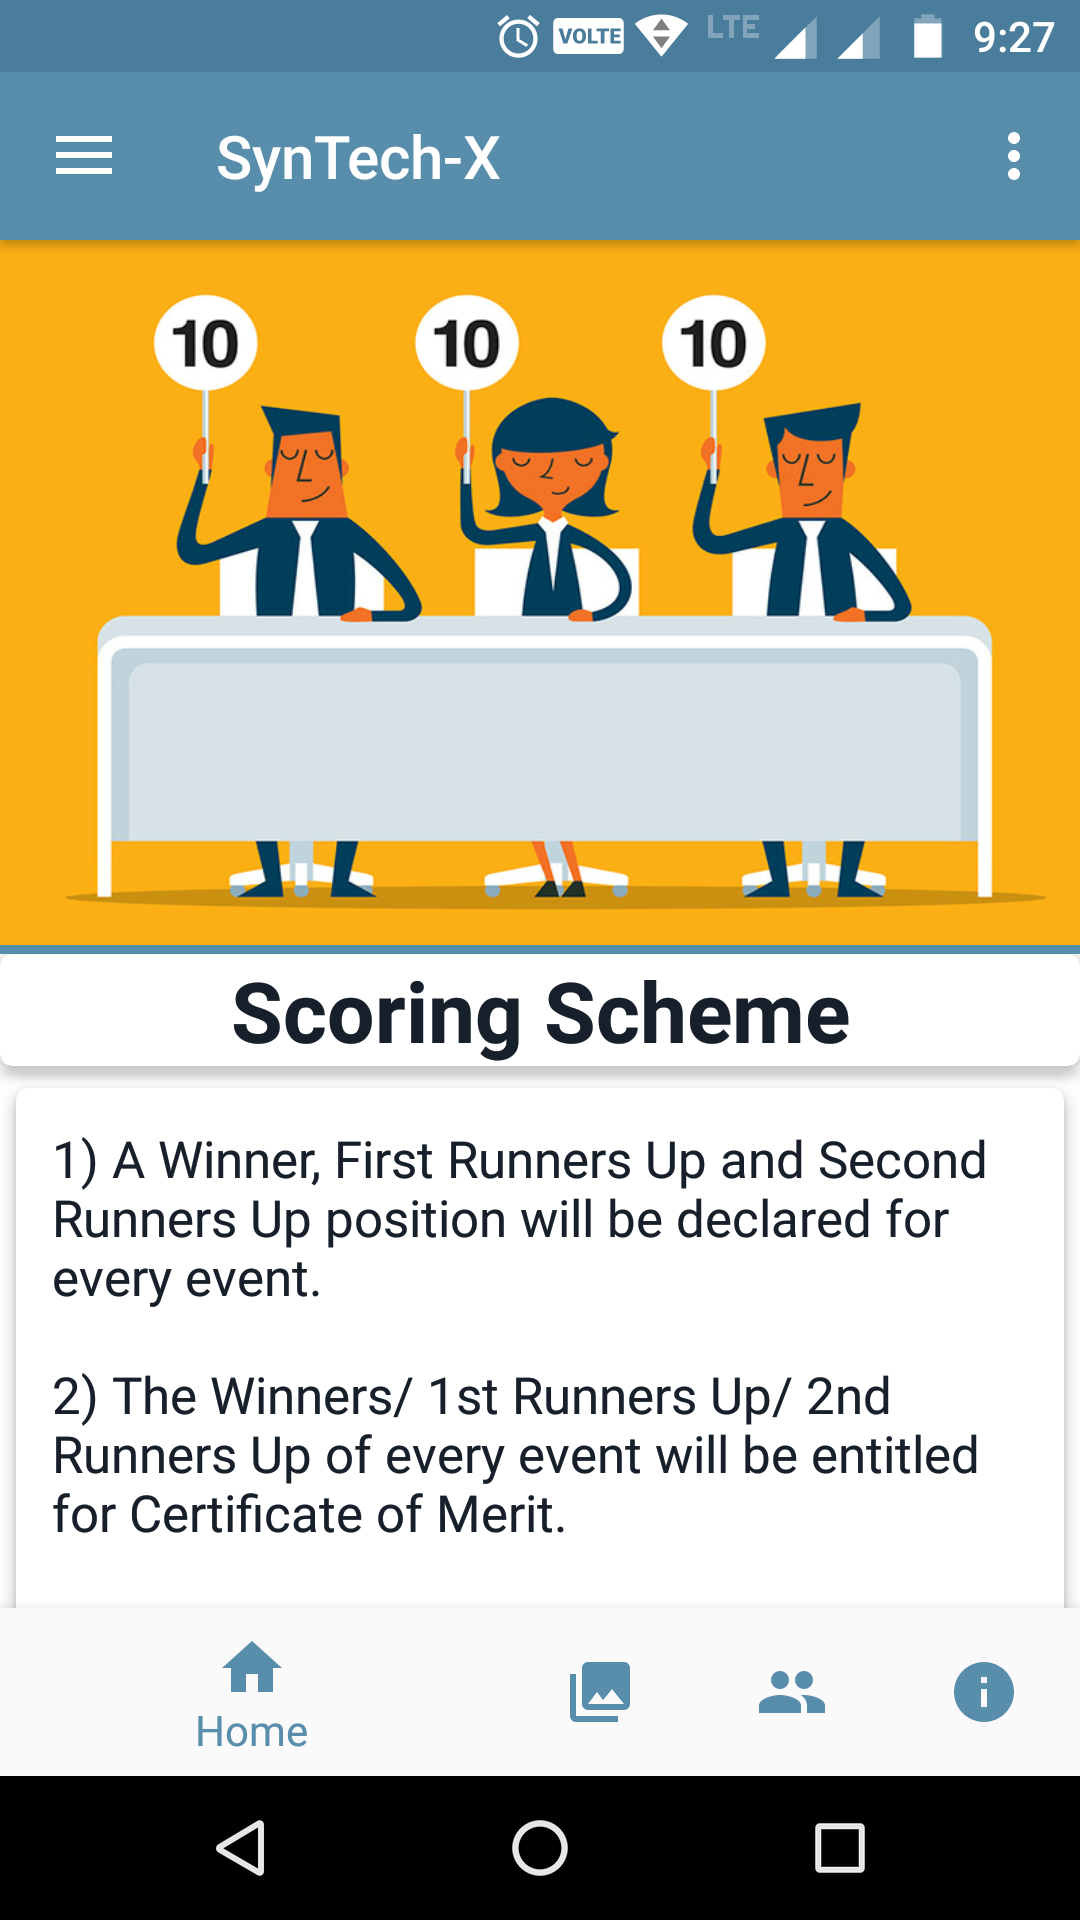 VOLTE LTE 9:27
SynTech-X
10 10 10
Scoring Scheme
1) A Winner, First Runners Up and Second
Runners Up position will be declared for
every event.
2) The Winners/ 1st Runners Up/ 2nd
Runners Up of every event will be entitled
for Certificate of Merit.
Home